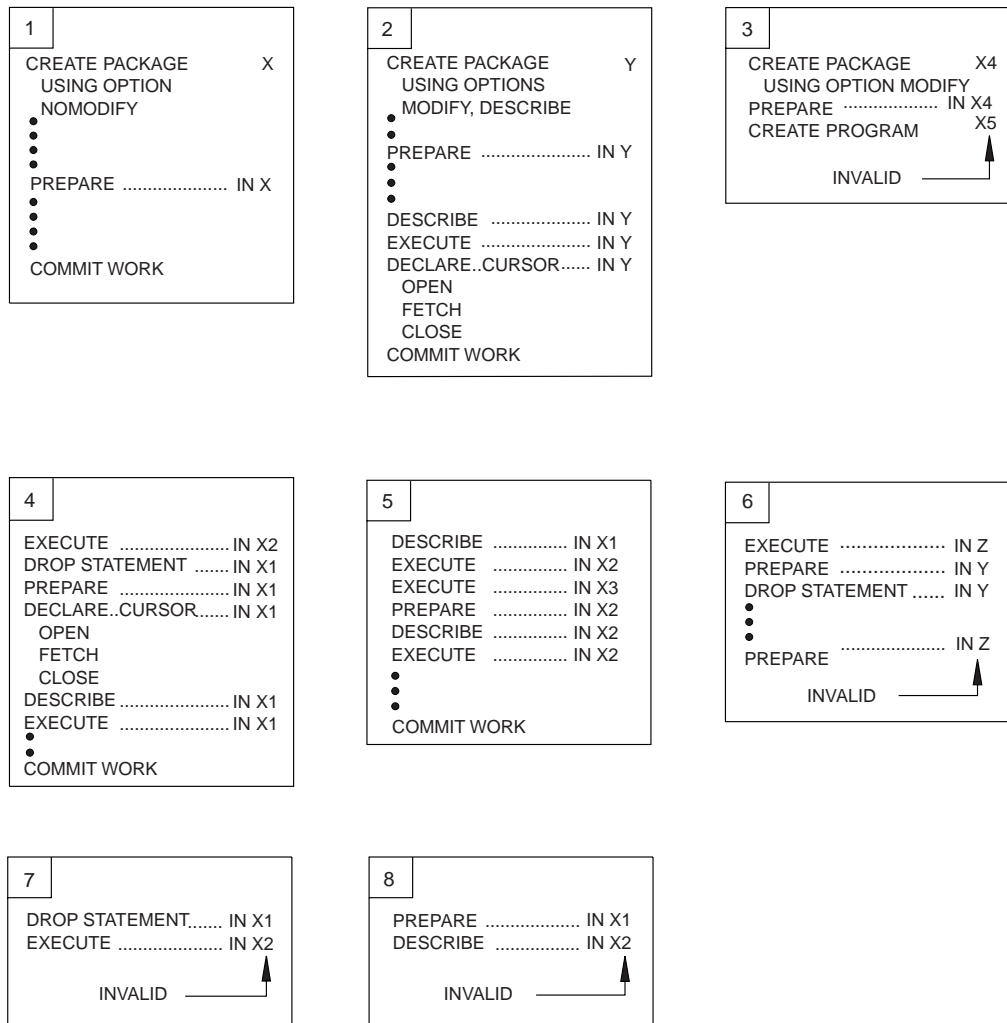 1
CREATE PACKAGE X
USING OPTION
NOMODIFY
PREPARE ..................... IN X
COMMIT WORK
2
CREATE PACKAGE Y
USING OPTIONS
MODIFY, DESCRIBE
PREPARE ...................... IN Y
DESCRIBE .................... IN Y
EXECUTE ...................... IN Y
DECLARE..CURSOR...... IN Y
OPEN
FETCH
CLOSE
COMMIT WORK
3
CREATE PACKAGE X4
USING OPTION MODIFY
PREPARE ................... IN X4
CREATE PROGRAM X5
INVALID
4
EXECUTE ...................... IN X2
DROP STATEMENT ....... IN X1
PREPARE ...................... IN X1
DECLARE..CURSOR....... IN X1
OPEN
FETCH
CLOSE
DESCRIBE ...................... IN X1
EXECUTE ...................... IN X1
COMMIT WORK
5
DESCRIBE ............... IN X1
EXECUTE ............... IN X2
EXECUTE ............... IN X3
PREPARE ............... IN X2
DESCRIBE ............... IN X2
EXECUTE ............... IN X2
COMMIT WORK
6
EXECUTE ..................... IN Z
PREPARE ..................... IN Y
DROP STATEMENT ...... IN Y
PREPARE ..................... IN Z
INVALID
7
DROP STATEMENT....... IN X1
EXECUTE ..................... IN X2
INVALID
8
PREPARE ................... IN X1
DESCRIBE ................. IN X2
INVALID